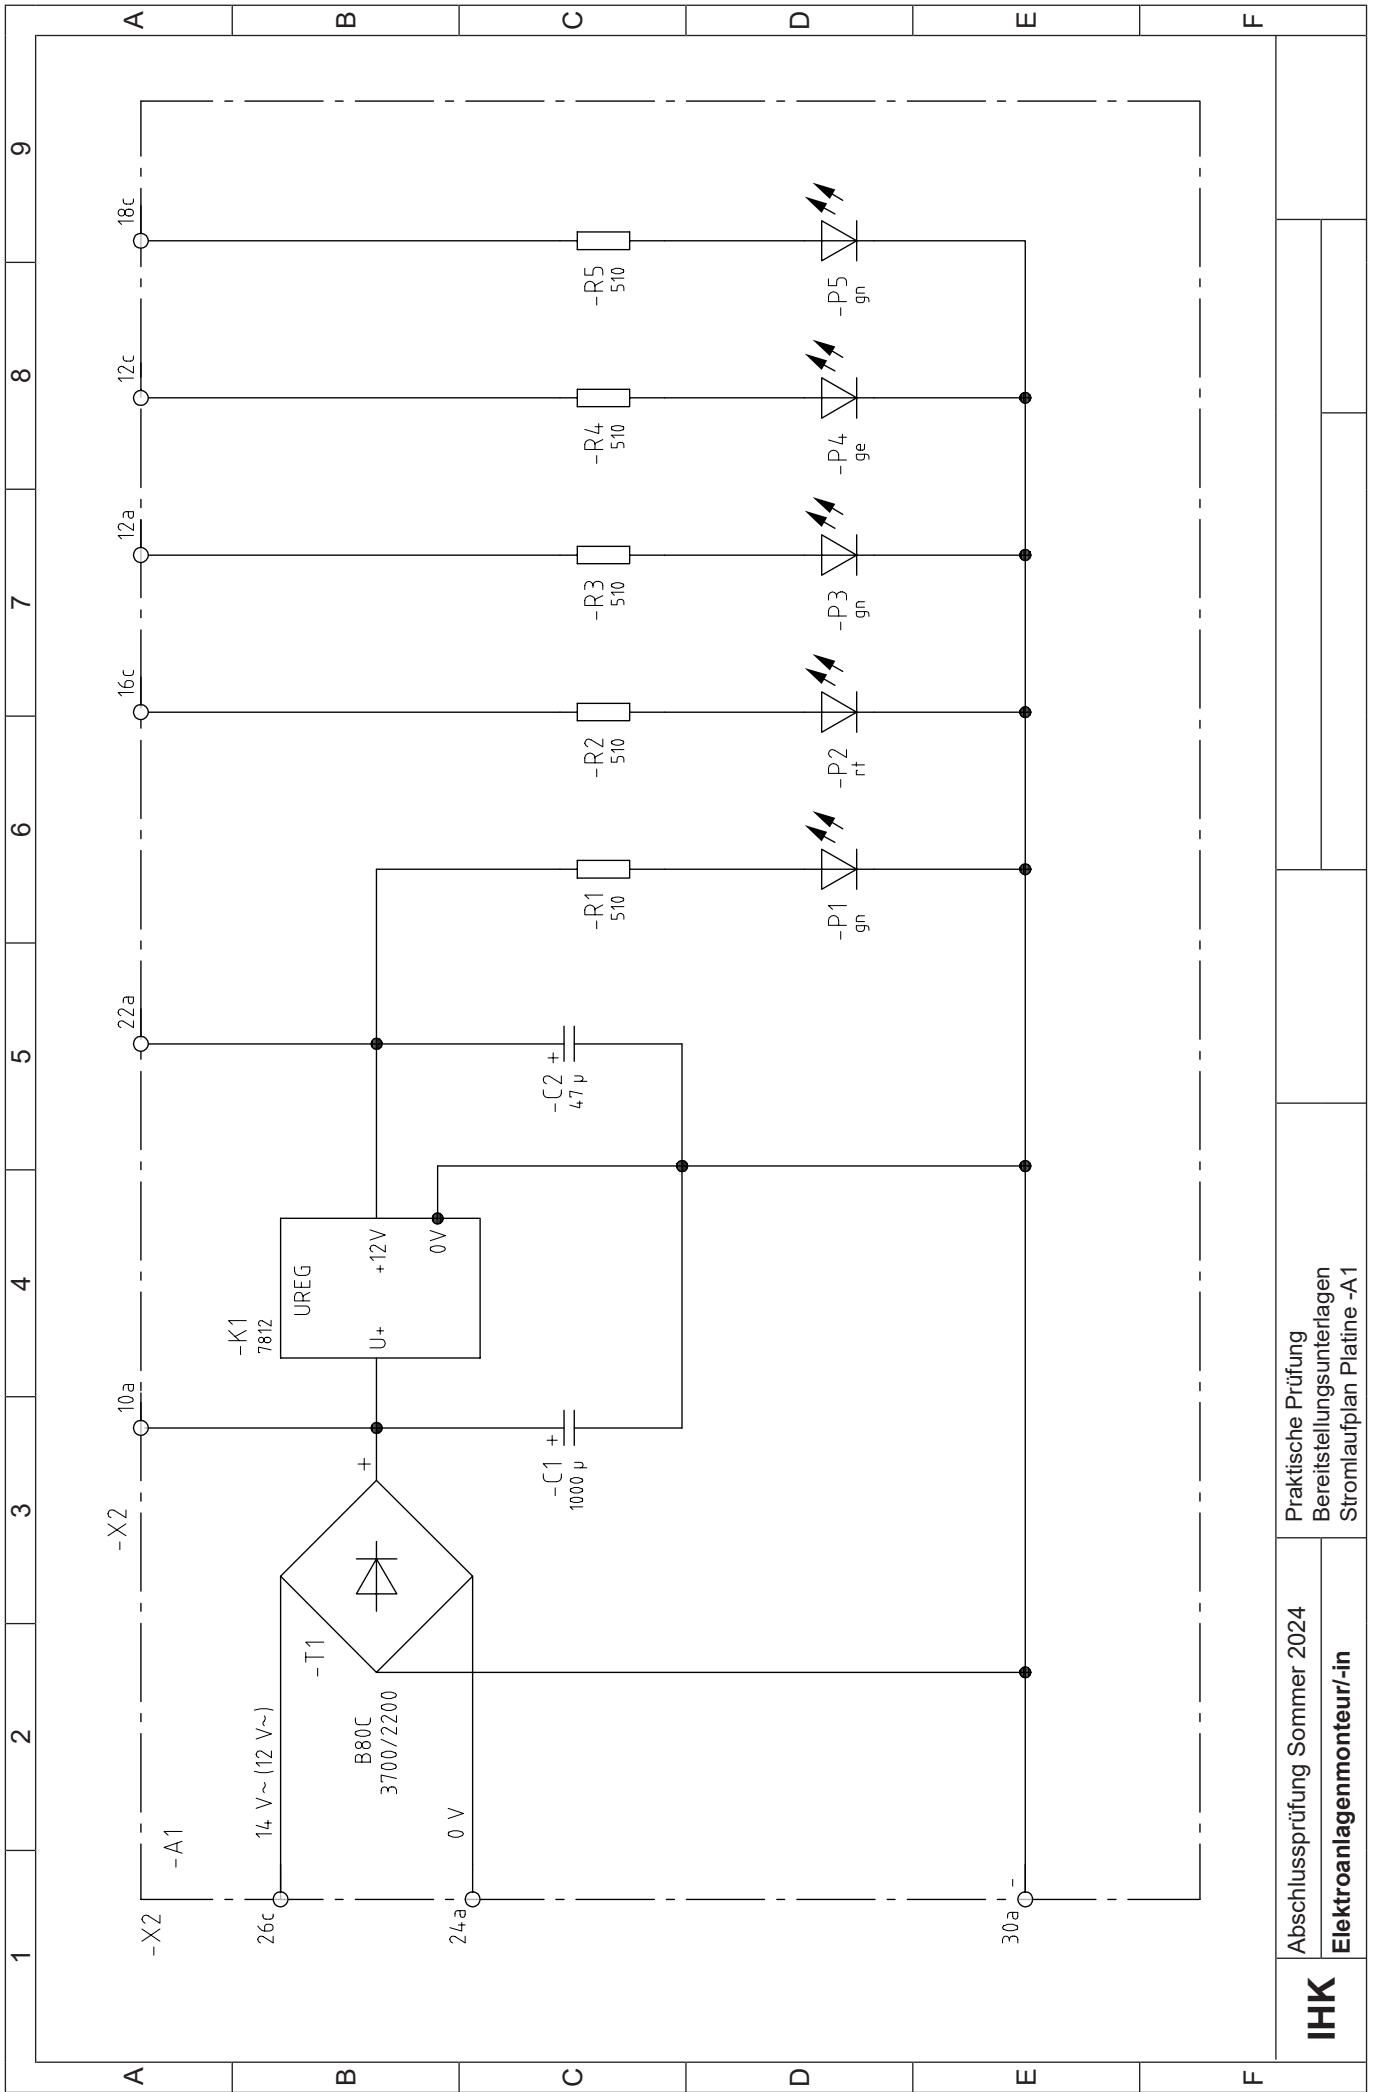 1 2 3 4 5 6 7 8 9
A A
B B
C C
D D
E E
F F
-X2
-A1
-X2
10a
22a
16c
12a
12c
18c
26c
14 V~ (12 V~)
24a
0 V
30a
-
-T1
B80C
3700/2200
+
-K1
7812
UREG
U+
+12V
0V
-C1
1000 µ
+
-C2
47 µ
+
-R1
510
-R2
510
-R3
510
-R4
510
-R5
510
-P1
gn
-P2
rt
-P3
gn
-P4
ge
-P5
gn
IHK
Abschlussprüfung Sommer 2024
Elektroanlagenmonteur/-in
Praktische Prüfung
Bereitstellungsunterlagen
Stromlaufplan Platine -A1